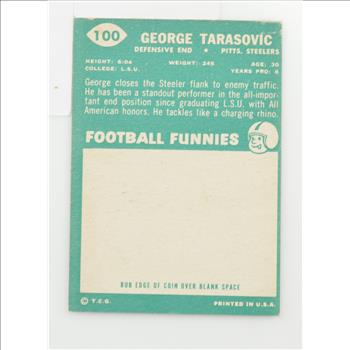 100 GEORGE TARASOVIC
DEFENSIVE END ★ PITTS. STEELERS
HEIGHT: 6:04 WEIGHT: 245 AGE: 30
COLLEGE: L.S.U. YEARS PRO: 6
George closes the Steeler flank to enemy traffic.
He has been a standout performer in the all-impor-
tant end position since graduating L.S.U. with All
American honors. He tackles like a charging rhino.
FOOTBALL FUNNIES
RUB EDGE OF COIN OVER BLANK SPACE
© T.C.G. PRINTED IN U.S.A.